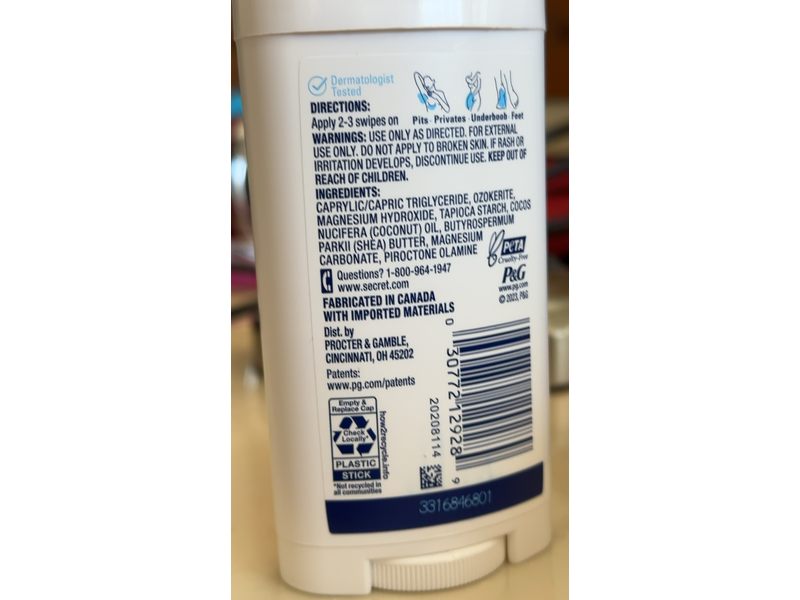 Dermatologist
Tested
DIRECTIONS:
Apply 2-3 swipes on
Pits · Privates · Underboob · Feet
WARNINGS: USE ONLY AS DIRECTED. FOR EXTERNAL
USE ONLY. DO NOT APPLY TO BROKEN SKIN. IF RASH OR
IRRITATION DEVELOPS, DISCONTINUE USE. KEEP OUT OF
REACH OF CHILDREN.
INGREDIENTS:
CAPRYLIC/CAPRIC TRIGLYCERIDE, OZOKERITE,
MAGNESIUM HYDROXIDE, TAPIOCA STARCH, COCOS
NUCIFERA (COCONUT) OIL, BUTYROSPERMUM
PARKII (SHEA) BUTTER, MAGNESIUM
CARBONATE, PIROCTONE OLAMINE
PETA
Cruelty-Free
P&G
www.pg.com
© 2023, P&G
Questions? 1-800-964-1947
www.secret.com
FABRICATED IN CANADA
WITH IMPORTED MATERIALS
Dist. by
PROCTER & GAMBLE,
CINCINNATI, OH 45202
Patents:
www.pg.com/patents
0 30772 12928 9
20208114
Empty &
Replace Cap
Check
Locally*
PLASTIC
STICK
*Not recycled in
all communities
how2recycle.info
3316846801